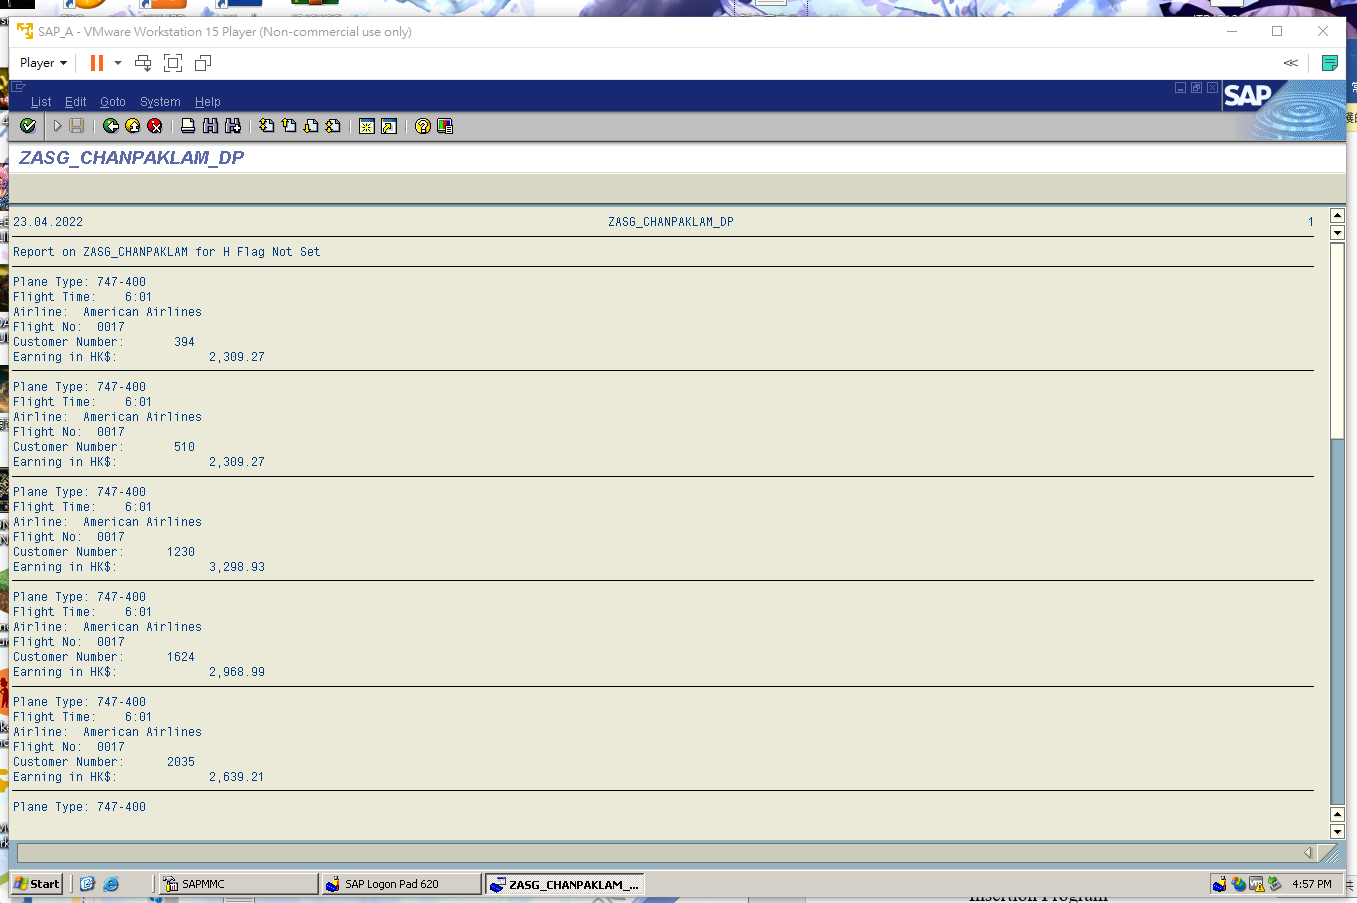 SAP_A - VMware Workstation 15 Player (Non-commercial use only)
Player
List Edit Goto System Help
SAP
ZASG_CHANPAKLAM_DP
23.04.2022 ZASG_CHANPAKLAM_DP 1
Report on ZASG_CHANPAKLAM for H Flag Not Set
Plane Type: 747-400
Flight Time: 6:01
Airline: American Airlines
Flight No: 0017
Customer Number: 394
Earning in HK$: 2,309.27
Plane Type: 747-400
Flight Time: 6:01
Airline: American Airlines
Flight No: 0017
Customer Number: 510
Earning in HK$: 2,309.27
Plane Type: 747-400
Flight Time: 6:01
Airline: American Airlines
Flight No: 0017
Customer Number: 1230
Earning in HK$: 3,298.93
Plane Type: 747-400
Flight Time: 6:01
Airline: American Airlines
Flight No: 0017
Customer Number: 1624
Earning in HK$: 2,968.99
Plane Type: 747-400
Flight Time: 6:01
Airline: American Airlines
Flight No: 0017
Customer Number: 2035
Earning in HK$: 2,639.21
Plane Type: 747-400
Start SAPMMC SAP Logon Pad 620 ZASG_CHANPAKLAM_... 4:57 PM
Insertion Program